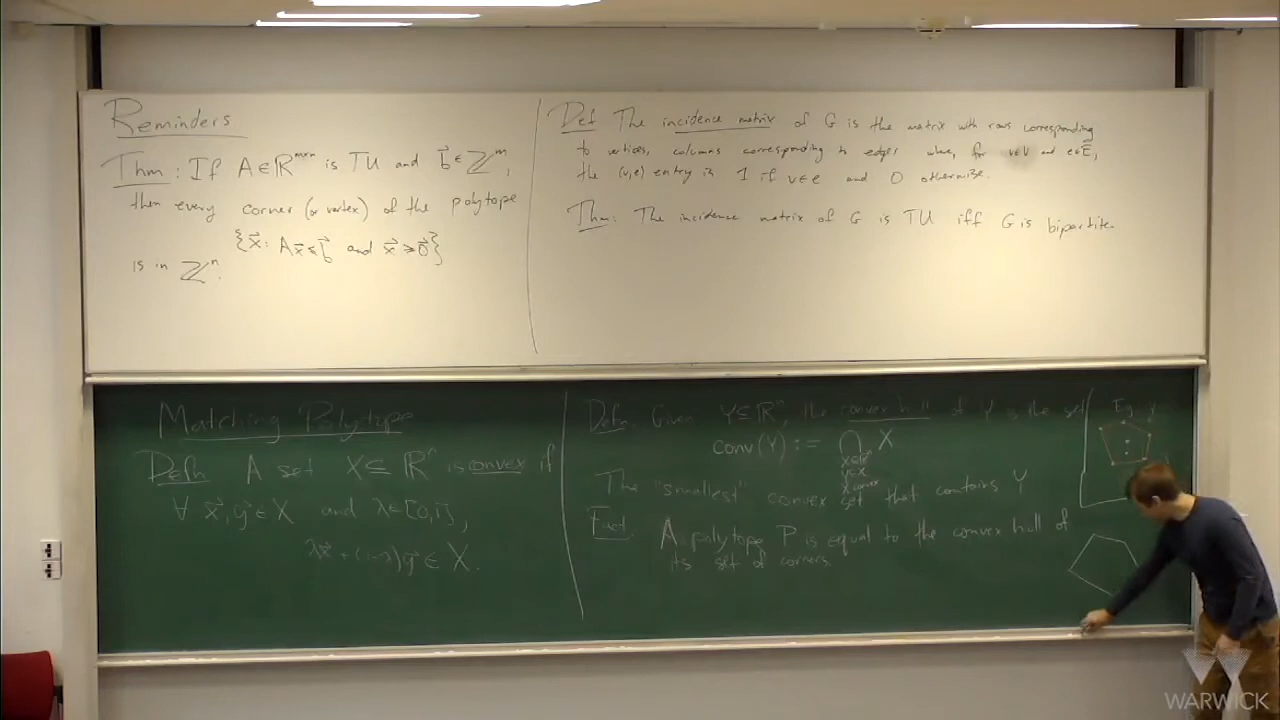 Reminders
Thm: If A ∈ ℝ^{m×n} is TU and b⃗ ∈ ℤ^m,
then every corner (or vertex) of the polytope
{x⃗ : Ax⃗ ≤ b⃗ and x⃗ ≥ 0⃗}
is in ℤ^n.
Def The incidence matrix of G is the matrix with rows corresponding
to vertices, columns corresponding to edges where, for v∈V and e∈E,
the (v,e) entry is 1 if v∈e and 0 otherwise.
Thm: The incidence matrix of G is TU iff G is bipartite.
Matching Polytope
Defn A set X ⊆ ℝ^n is convex if
∀ x⃗, y⃗ ∈ X and λ ∈ [0,1],
λx⃗ + (1-λ)y⃗ ∈ X.
Defn Given Y ⊆ ℝ^n, the convex hull of Y is the set
conv(Y) := ⋂ X
X⊆ℝ^n
Y⊆X
X convex
The "smallest" convex set that contains Y
Fact. A polytope P is equal to the convex hull of
its set of corners.
Eg Y
WARWICK